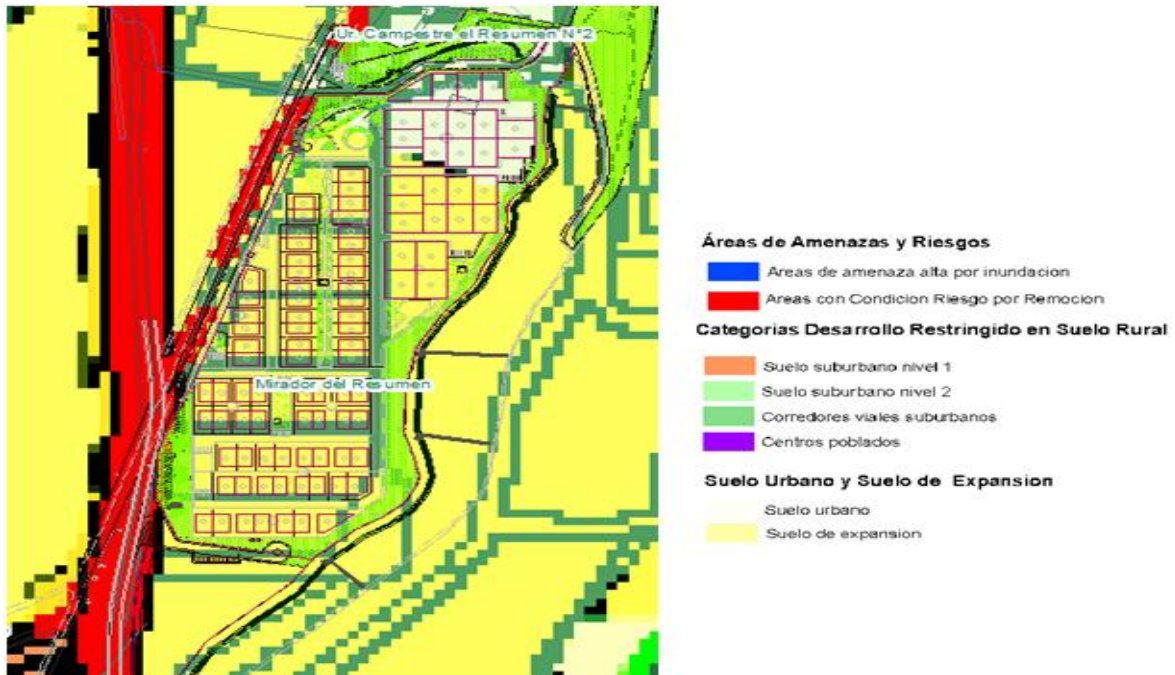 Ur. Campestre el Resumen N°2
Mirador del Resumen
Áreas de Amenazas y Riesgos
Areas de amenaza alta por inundacion
Areas con Condicion Riesgo por Remocion
Categorias Desarrollo Restringido en Suelo Rural
Suelo suburbano nivel 1
Suelo suburbano nivel 2
Corredores viales suburbanos
Centros poblados
Suelo Urbano y Suelo de Expansion
Suelo urbano
Suelo de expansion